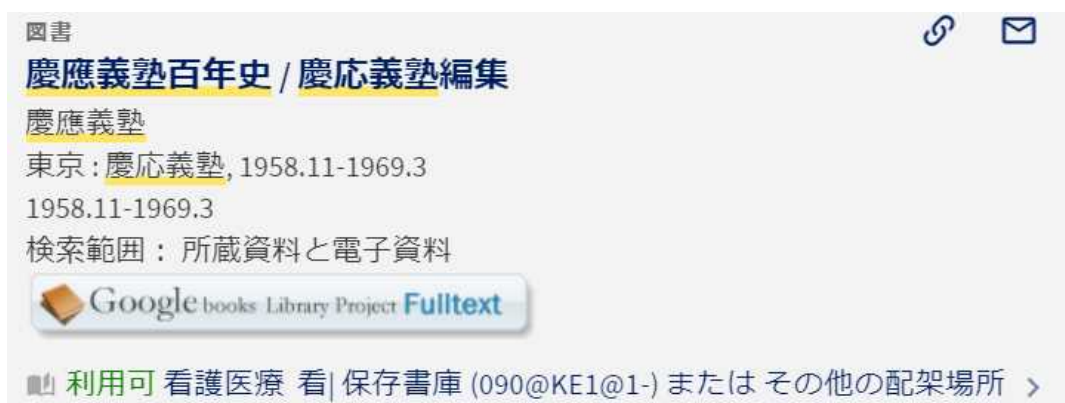 図書
慶應義塾百年史 / 慶応義塾編集
慶應義塾
東京 : 慶応義塾, 1958.11-1969.3
1958.11-1969.3
検索範囲： 所蔵資料と電子資料
Google books Library Project Fulltext
利用可 看護医療 看| 保存書庫 (090@KE1@1-) または その他の配架場所 >